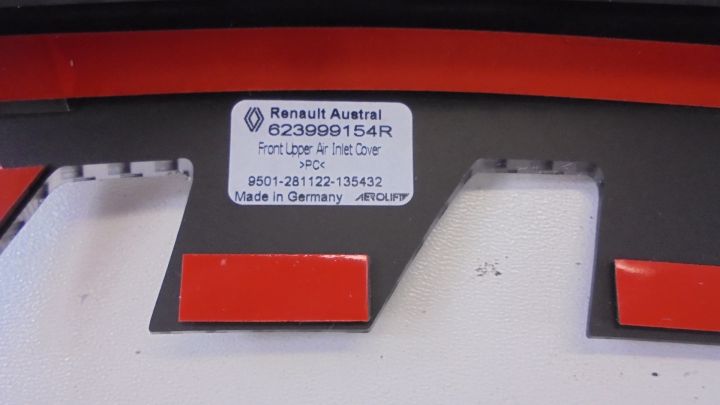 Renault Austral
623999154R
Front Upper Air Inlet Cover
>PC<
9501-281122-135432
Made in Germany AEROLIFT